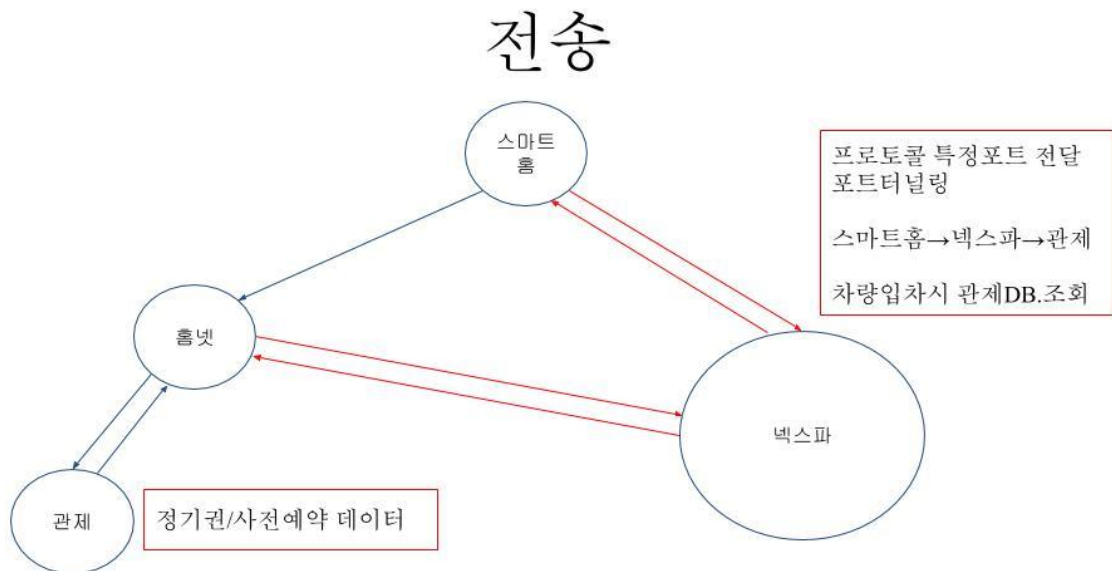 전송
스마트
홈
프로토콜 특정포트 전달
포트터널링
스마트홈→넥스파→관제
차량입차시 관제DB.조회
홈넷
넥스파
관제
정기권/사전예약 데이터